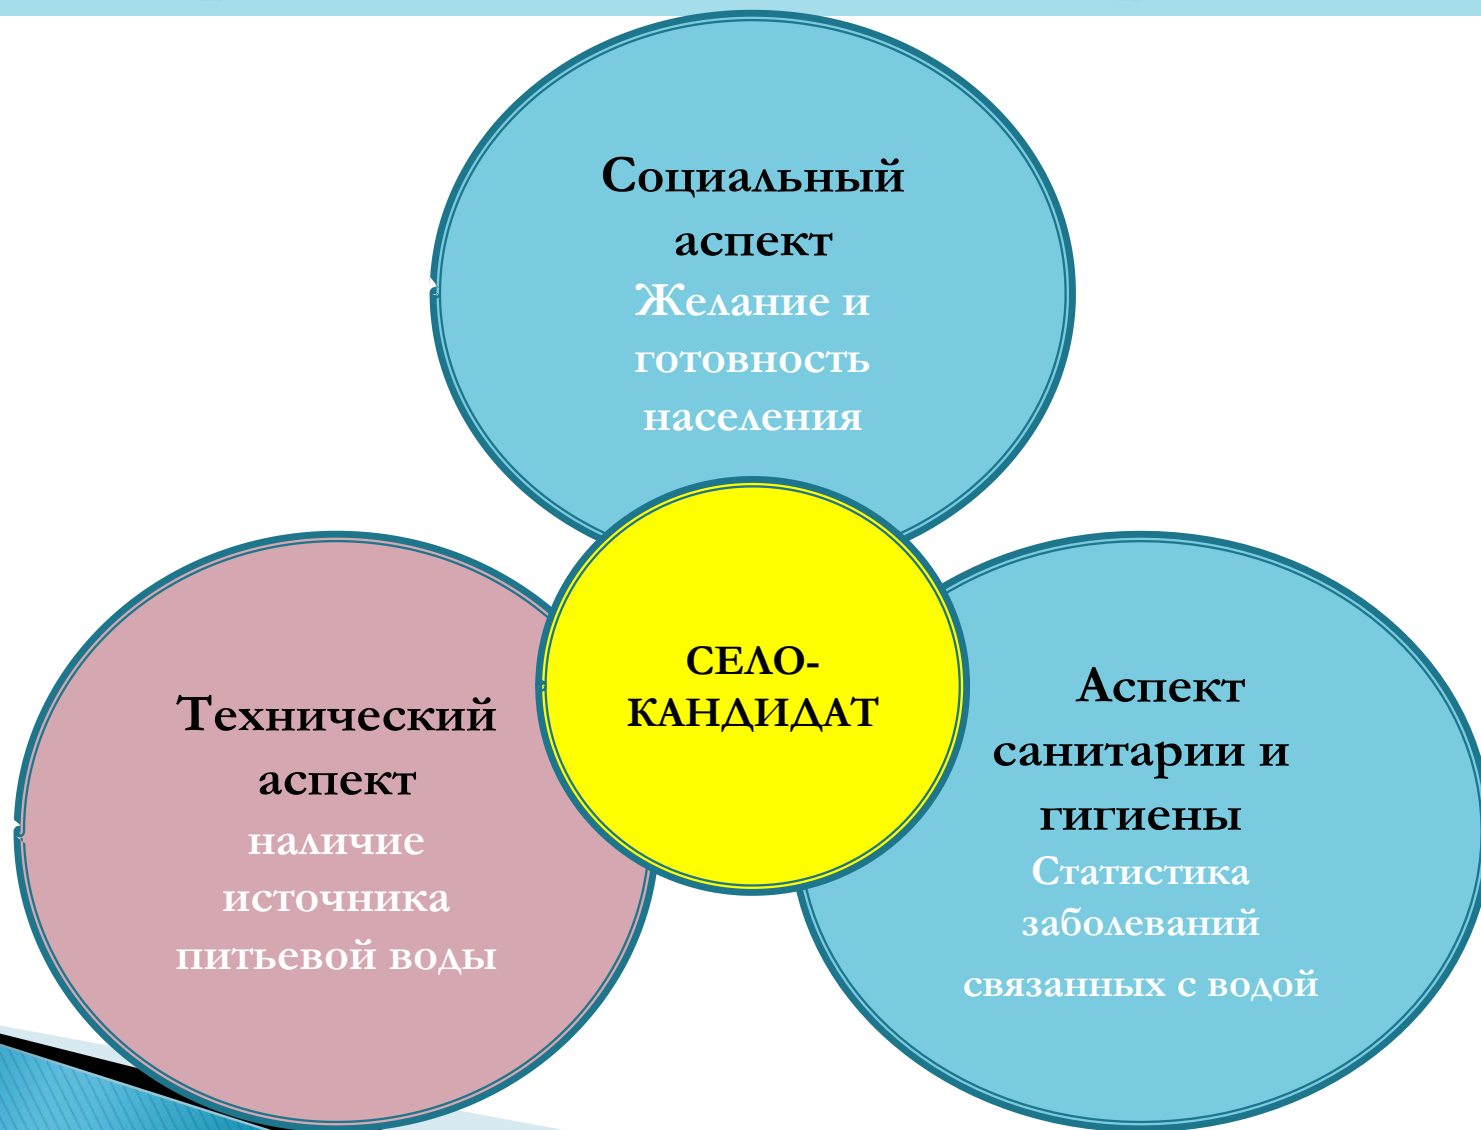 Социальный
аспект
Желание и
готовность
населения
СЕЛО-
КАНДИДАТ
Технический
аспект
наличие
источника
питьевой воды
Аспект
санитарии и
гигиены
Статистика
заболеваний
связанных с водой